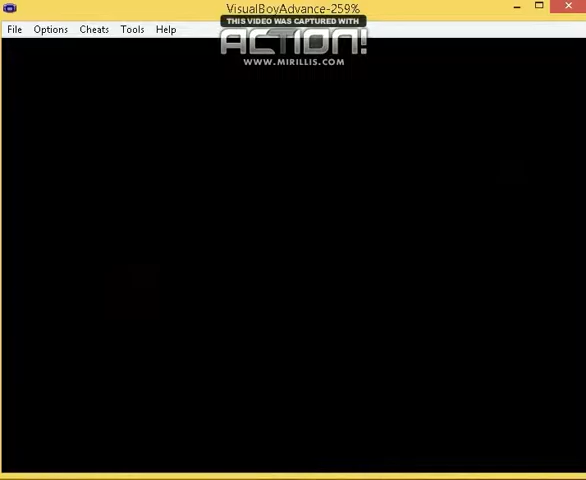 VisualBoyAdvance-259%
THIS VIDEO WAS CAPTURED WITH
ACTION!
WWW.MIRILLIS.COM
File Options Cheats Tools Help